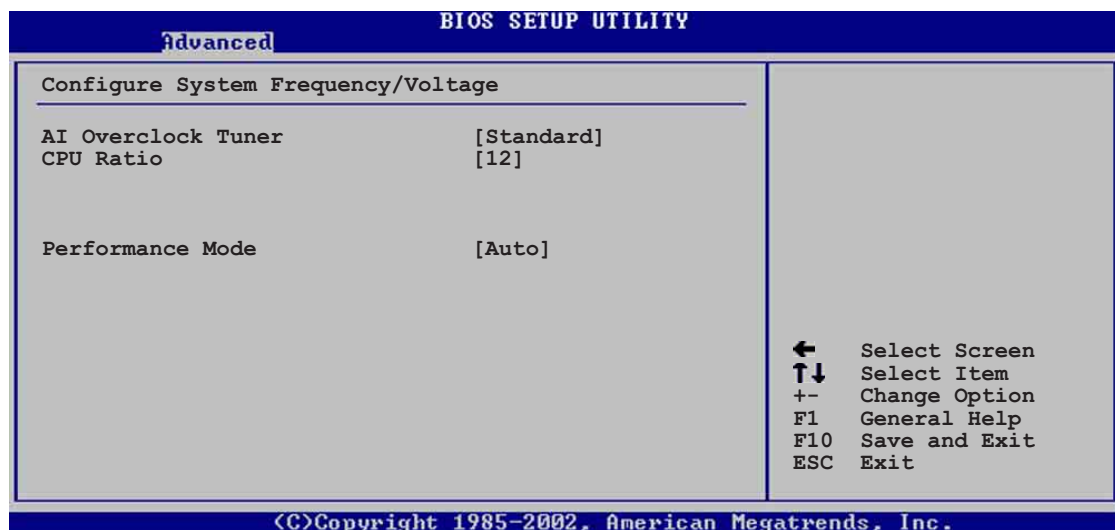 BIOS SETUP UTILITY
Advanced
Configure System Frequency/Voltage
AI Overclock Tuner [Standard]
CPU Ratio [12]
Performance Mode [Auto]
← Select Screen
↑↓ Select Item
+- Change Option
F1 General Help
F10 Save and Exit
ESC Exit
(C)Copyright 1985-2002, American Megatrends, Inc.